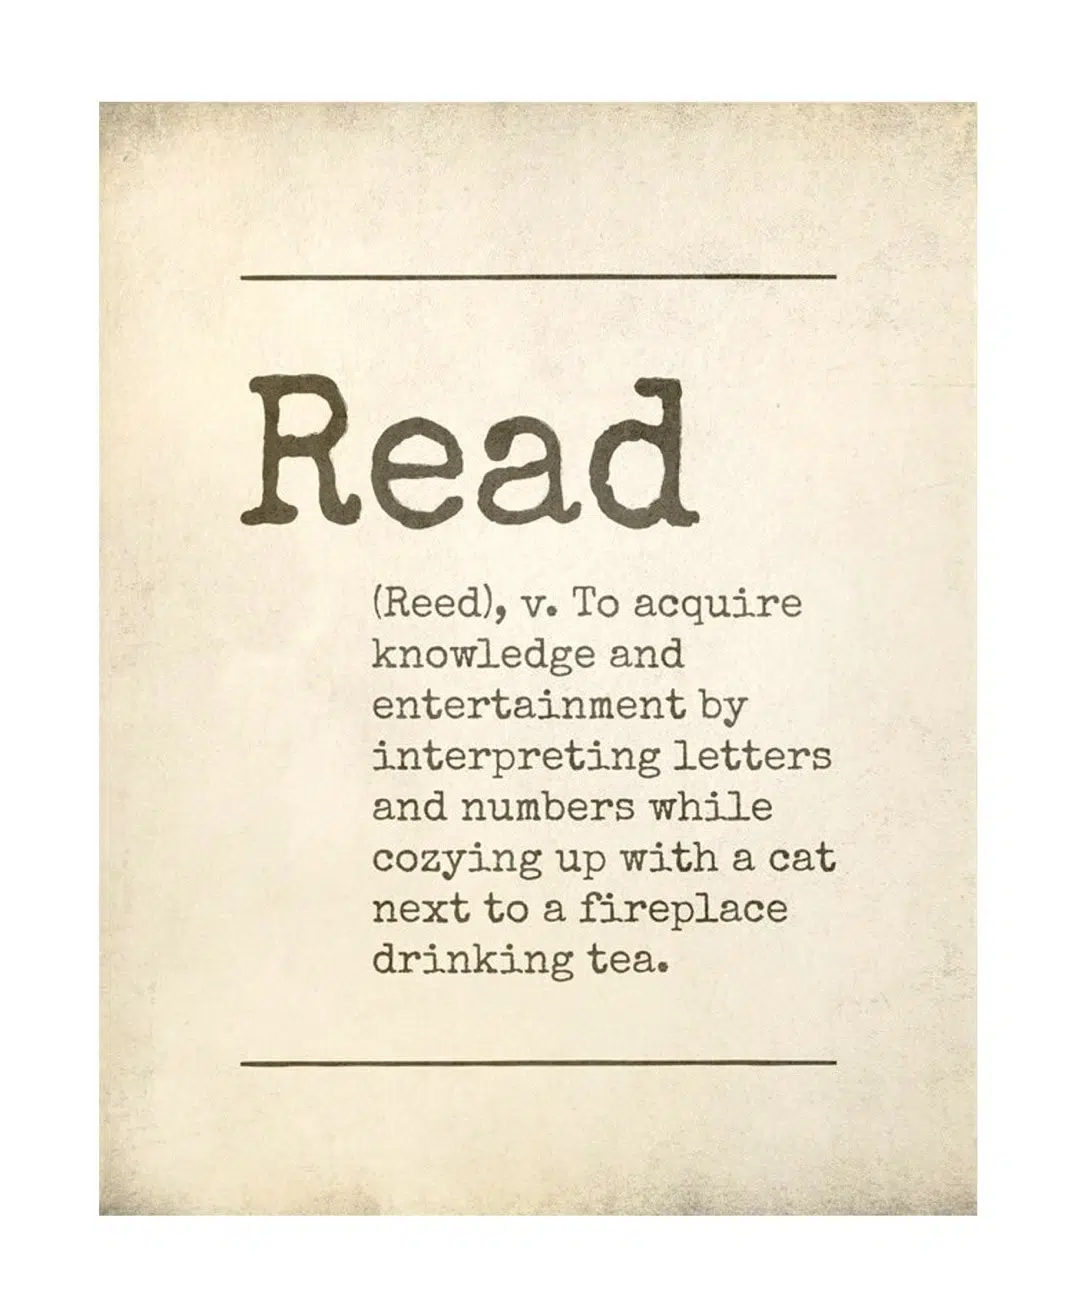 Read
(Reed), v. To acquire
knowledge and
entertainment by
interpreting letters
and numbers while
cozying up with a cat
next to a fireplace
drinking tea.